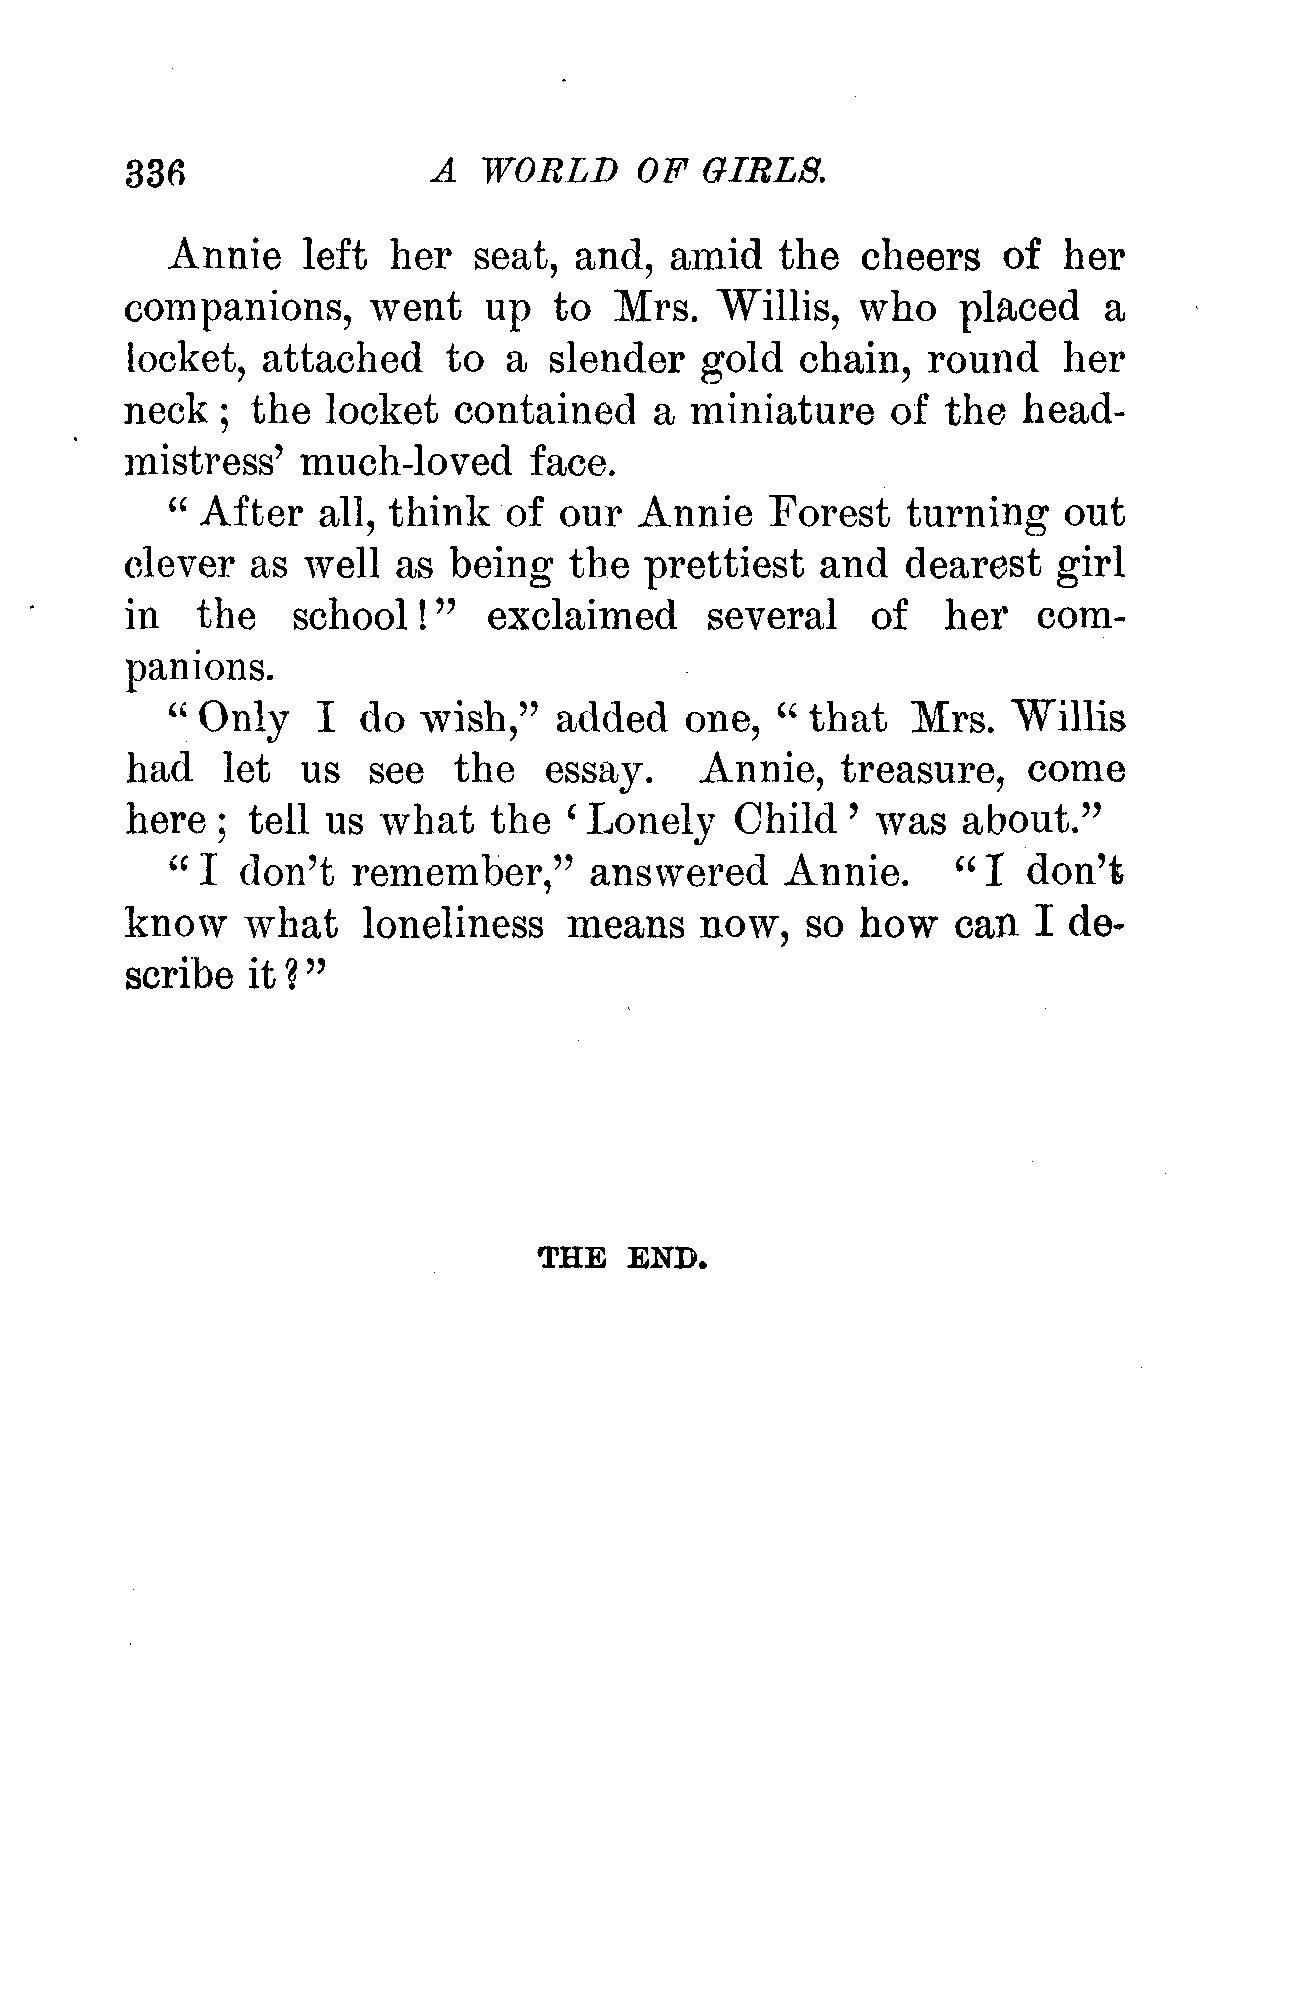 336 A WORLD OF GIRLS.
Annie left her seat, and, amid the cheers of her
companions, went up to Mrs. Willis, who placed a
locket, attached to a slender gold chain, round her
neck; the locket contained a miniature of the head-
mistress' much-loved face.
"After all, think of our Annie Forest turning out
clever as well as being the prettiest and dearest girl
in the school!" exclaimed several of her com-
panions.
"Only I do wish," added one, "that Mrs. Willis
had let us see the essay. Annie, treasure, come
here; tell us what the 'Lonely Child' was about."
"I don't remember," answered Annie. "I don't
know what loneliness means now, so how can I de-
scribe it?"
THE END.